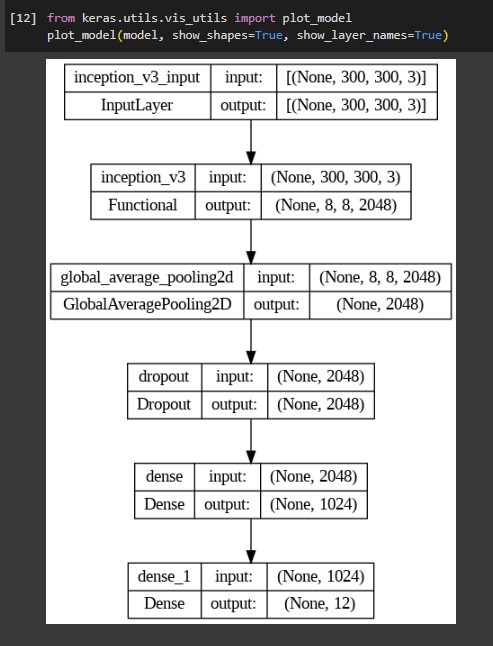 [12] from keras.utils.vis_utils import plot_model
plot_model(model, show_shapes=True, show_layer_names=True)
inception_v3_input input: [(None, 300, 300, 3)]
InputLayer output: [(None, 300, 300, 3)]
inception_v3 input: (None, 300, 300, 3)
Functional output: (None, 8, 8, 2048)
global_average_pooling2d input: (None, 8, 8, 2048)
GlobalAveragePooling2D output: (None, 2048)
dropout input: (None, 2048)
Dropout output: (None, 2048)
dense input: (None, 2048)
Dense output: (None, 1024)
dense_1 input: (None, 1024)
Dense output: (None, 12)